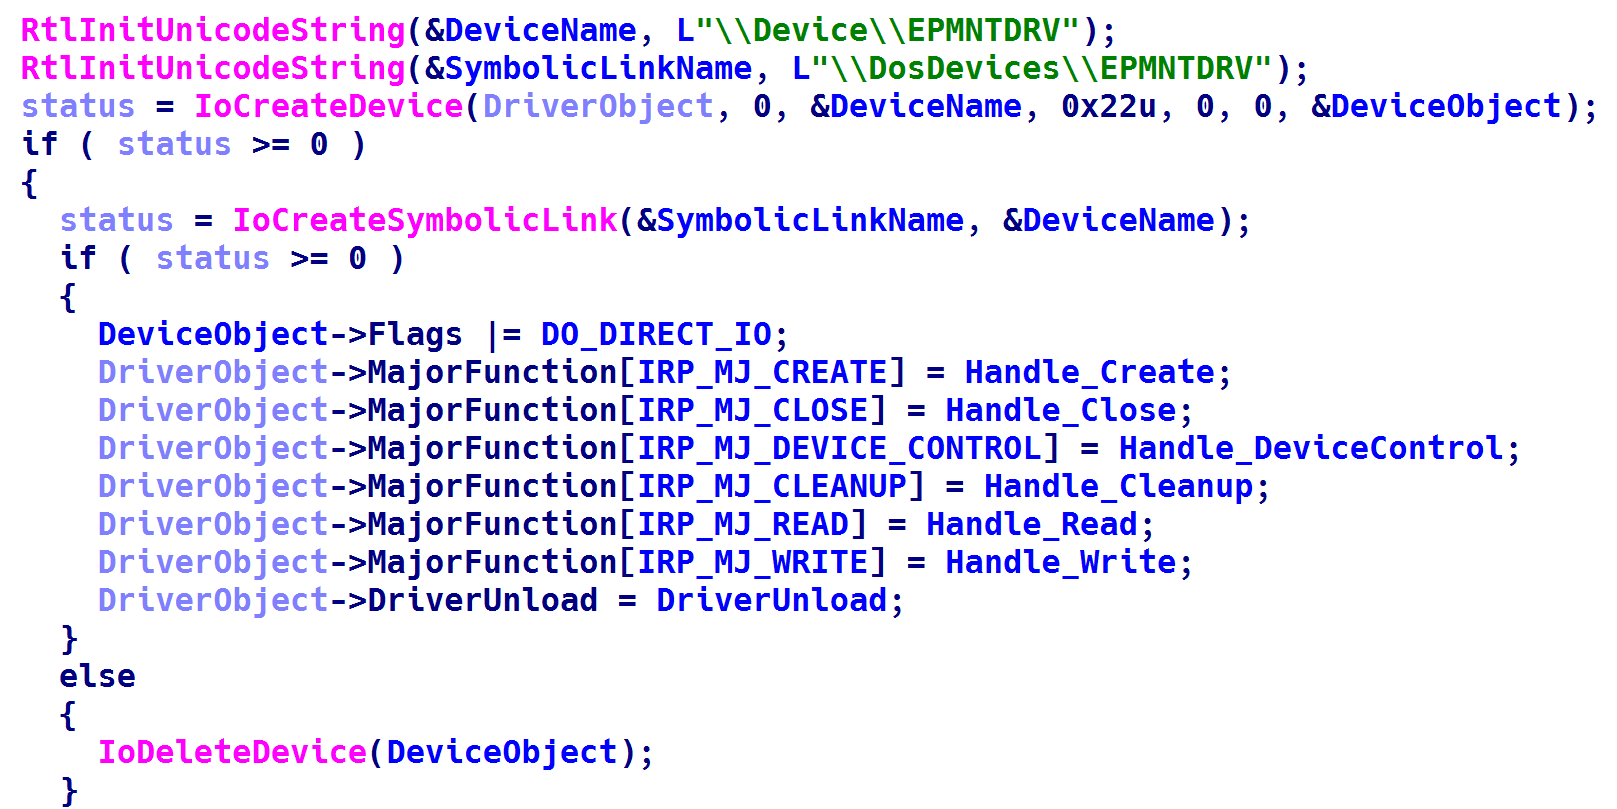 RtlInitUnicodeString(&DeviceName, L"\\Device\\EPMNTDRV");
RtlInitUnicodeString(&SymbolicLinkName, L"\\DosDevices\\EPMNTDRV");
status = IoCreateDevice(DriverObject, 0, &DeviceName, 0x22u, 0, 0, &DeviceObject);
if ( status >= 0 )
{
  status = IoCreateSymbolicLink(&SymbolicLinkName, &DeviceName);
  if ( status >= 0 )
  {
    DeviceObject->Flags |= DO_DIRECT_IO;
    DriverObject->MajorFunction[IRP_MJ_CREATE] = Handle_Create;
    DriverObject->MajorFunction[IRP_MJ_CLOSE] = Handle_Close;
    DriverObject->MajorFunction[IRP_MJ_DEVICE_CONTROL] = Handle_DeviceControl;
    DriverObject->MajorFunction[IRP_MJ_CLEANUP] = Handle_Cleanup;
    DriverObject->MajorFunction[IRP_MJ_READ] = Handle_Read;
    DriverObject->MajorFunction[IRP_MJ_WRITE] = Handle_Write;
    DriverObject->DriverUnload = DriverUnload;
  }
  else
  {
    IoDeleteDevice(DeviceObject);
  }